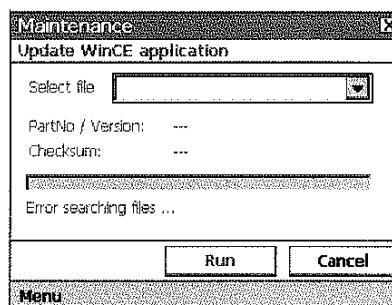 Maintenance
Update WinCE application
Select file
PartNo / Version: ---
Checksum: ---
Error searching files ...
Run Cancel
Menu